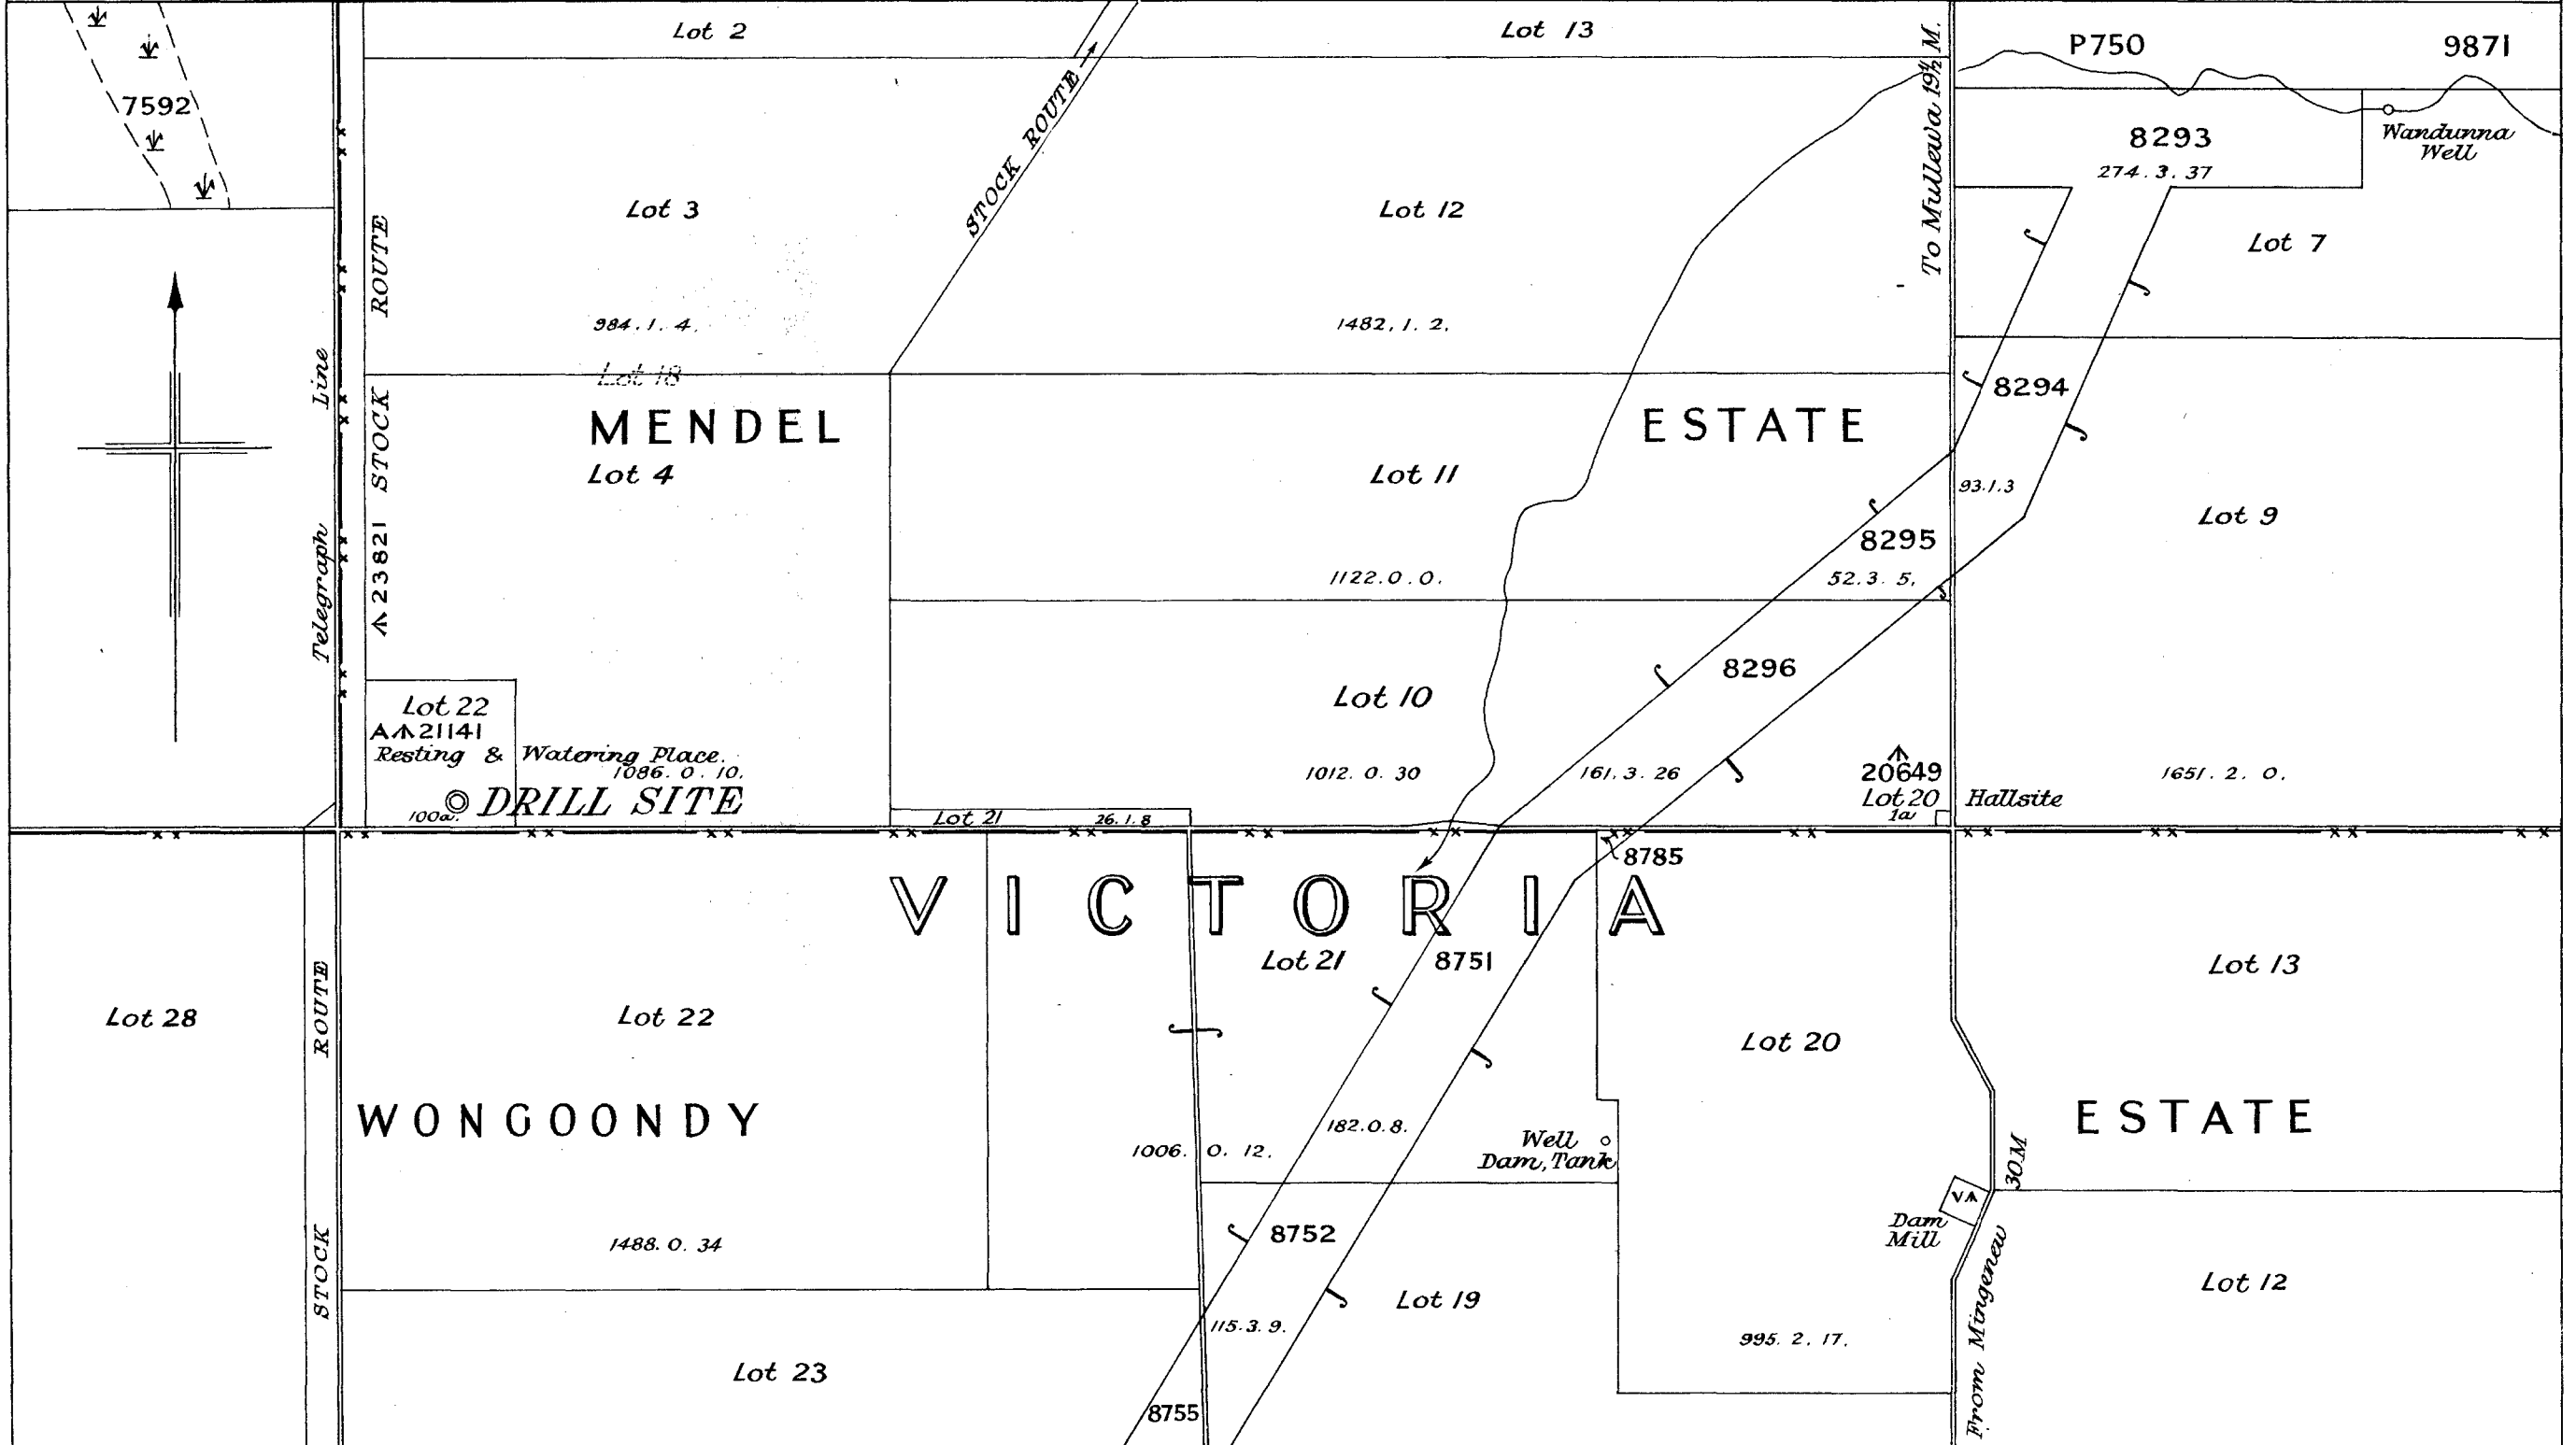 Lot 2
Lot 13
To Mullewa 19½ M.
P750
9871
7592
STOCK ROUTE
8293
274.3.37
Wandunna
Well
Lot 3
Lot 12
Lot 7
STOCK ROUTE
984.1.4.
1482.1.2.
Lot 18
Telegraph Line
8294
MENDEL ESTATE
Lot 4
Lot 11
93.1.3
Lot 9
23821
8295
1122.0.0.
52.3.5.
8296
Lot 10
Lot 22
A 21141
Resting & Watering Place.
1086.0.10.
1012.0.30
161.3.26
20649
1651.2.0.
DRILL SITE
100a.
Lot 20
Hallsite
1a
Lot 21
26.1.8
8785
VICTORIA
Lot 21
8751
Lot 13
Lot 28
STOCK ROUTE
Lot 22
Lot 20
WONGOONDY ESTATE
182.0.8.
1006.0.12.
Well
Dam, Tank
30M
VA
Dam
Mill
8752
1488.0.34
From Mingenew
Lot 12
Lot 19
115.3.9.
995.2.17.
Lot 23
8755